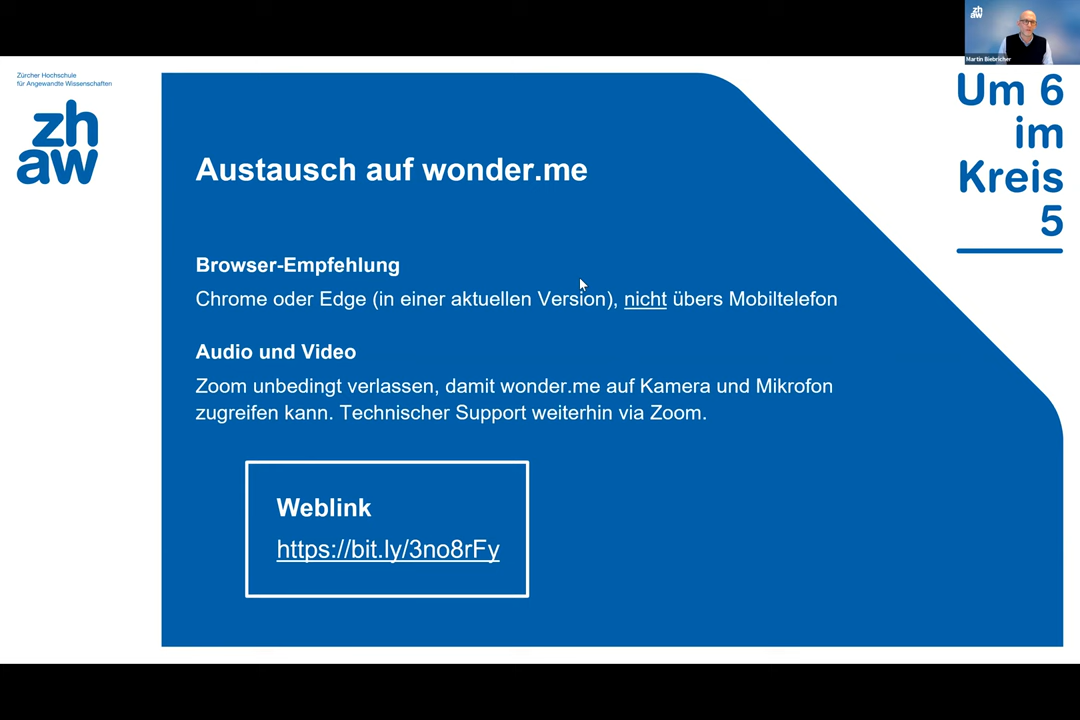 zh
aw
Martin Biebricher
Zürcher Hochschule
für Angewandte Wissenschaften
zh
aw
Um 6
im
Kreis
5
Austausch auf wonder.me
Browser-Empfehlung
Chrome oder Edge (in einer aktuellen Version), nicht übers Mobiltelefon
Audio und Video
Zoom unbedingt verlassen, damit wonder.me auf Kamera und Mikrofon
zugreifen kann. Technischer Support weiterhin via Zoom.
Weblink
https://bit.ly/3no8rFy